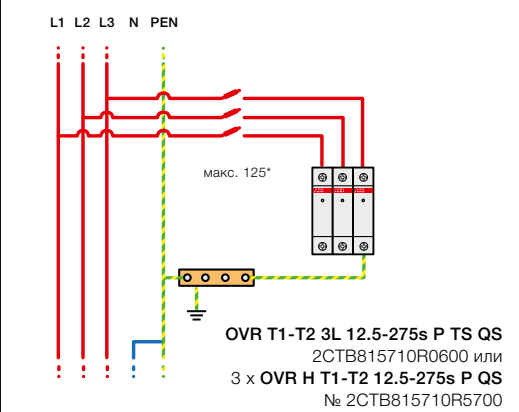 L1 L2 L3 N PEN
макс. 125*
OVR T1-T2 3L 12.5-275s P TS QS
2CTB815710R0600 или
3 x OVR H T1-T2 12.5-275s P QS
№ 2CTB815710R5700